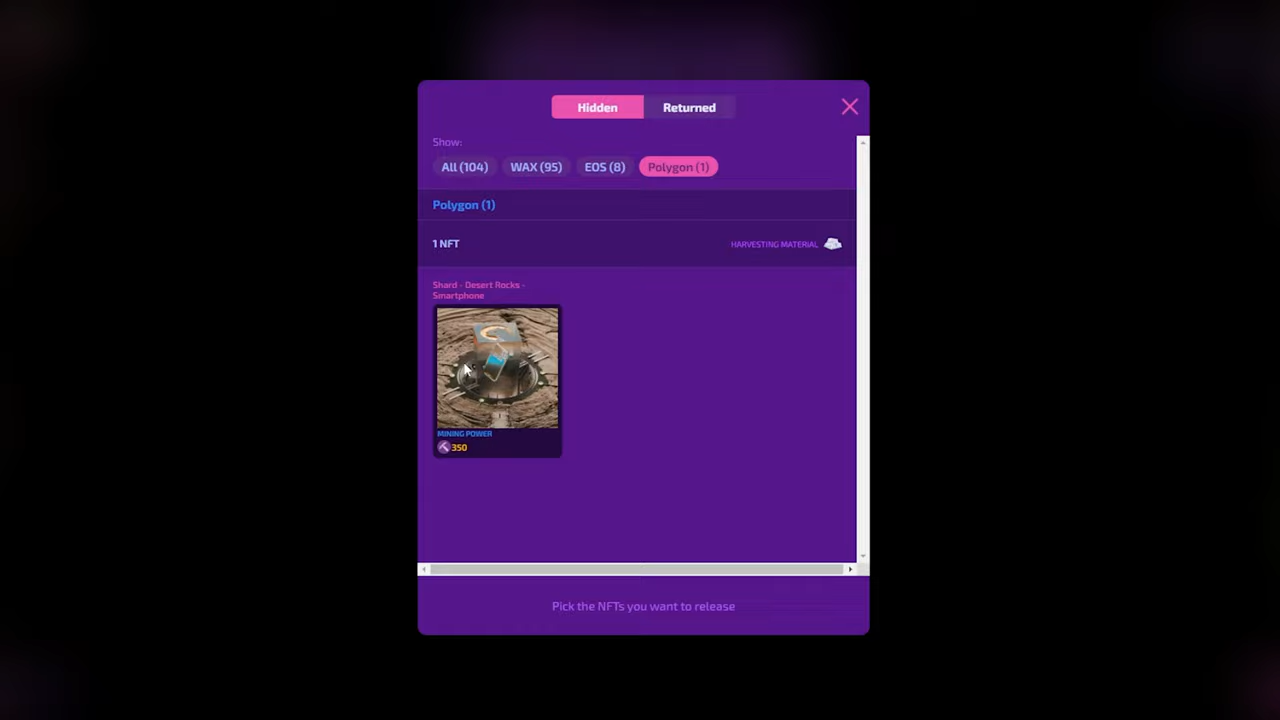 Hidden
Returned
Show:
All (104)
WAX (95)
EOS (8)
Polygon (1)
Polygon (1)
1 NFT
HARVESTING MATERIAL
Shard - Desert Rocks -
Smartphone
MINING POWER
350
Pick the NFTs you want to release